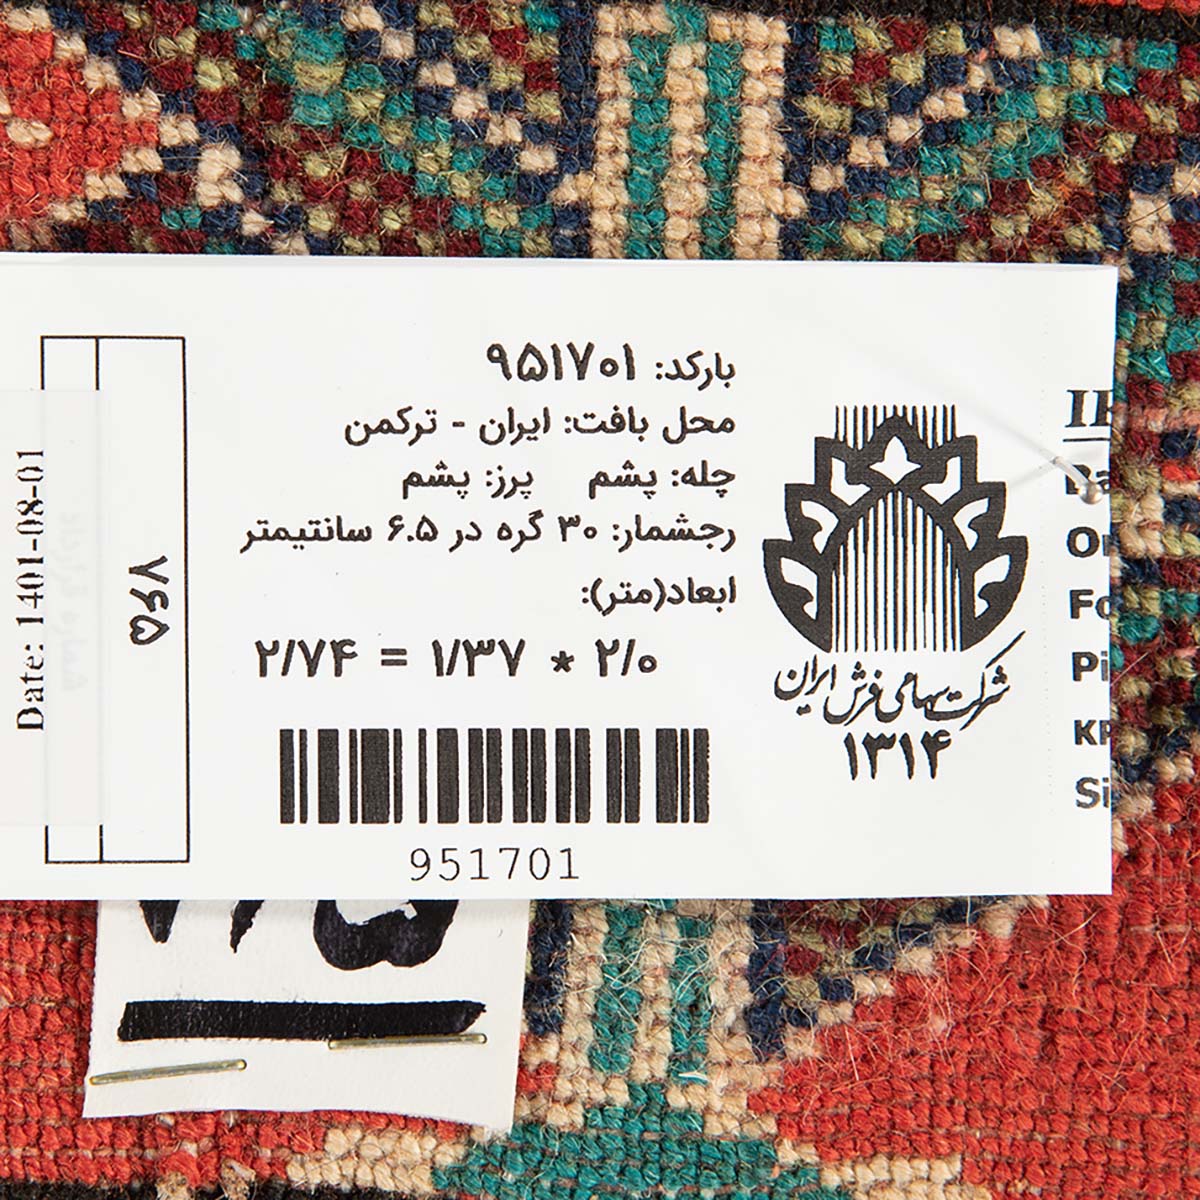 بارکد: ۹۵۱۷۰۱
محل بافت: ایران - ترکمن
چله: پشم پرز: پشم
رجشمار: ۳۰ گره در ۶.۵ سانتیمتر
ابعاد(متر):
۲/۷۴ = ۱/۳۷ * ۲/۰
951701
شرکت سهامی فرش ایران
۱۳۱۴
۷۶۵
Date: 1401-08-01